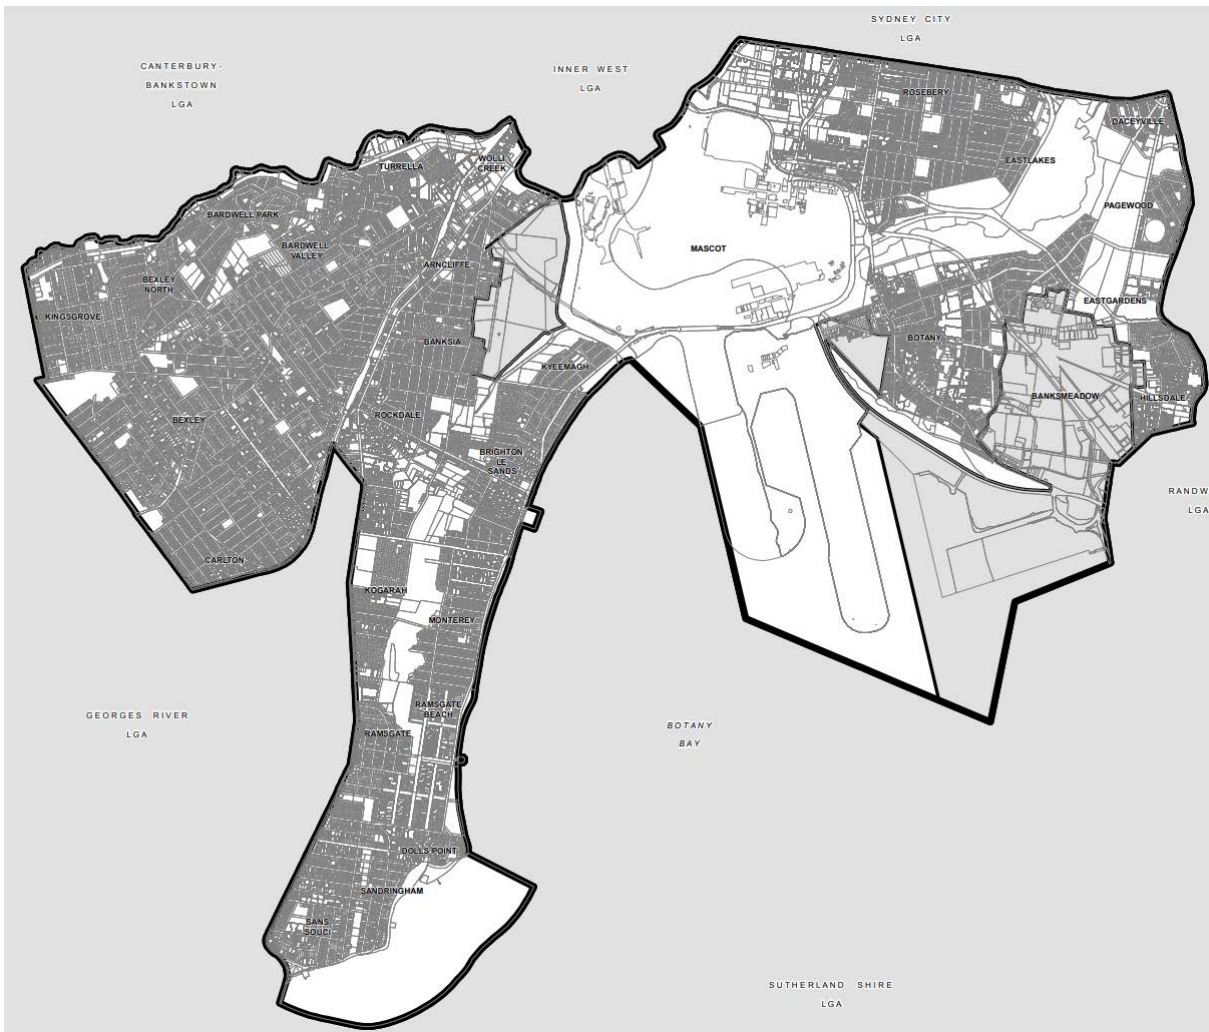 SYDNEY CITY
LGA
CANTERBURY-
BANKSTOWN
LGA
INNER WEST
LGA
ROSEBERY
DACEYVILLE
TURRELLA
WOLLI
CREEK
EASTLAKES
BARDWELL PARK
PAGEWOOD
BARDWELL
VALLEY
MASCOT
ARNCLIFFE
BEXLEY
NORTH
EASTGARDENS
KINGSGROVE
BANKSIA
BOTANY
KYEEMAGH
BANKSMEADOW
HILLSDALE
ROCKDALE
BEXLEY
BRIGHTON
LE
SANDS
RANDW
LGA
CARLTON
KOGARAH
MONTEREY
RAMSGATE
BEACH
GEORGES RIVER
LGA
BOTANY
BAY
RAMSGATE
DOLLS POINT
SANDRINGHAM
SANS
SOUCI
SUTHERLAND SHIRE
LGA